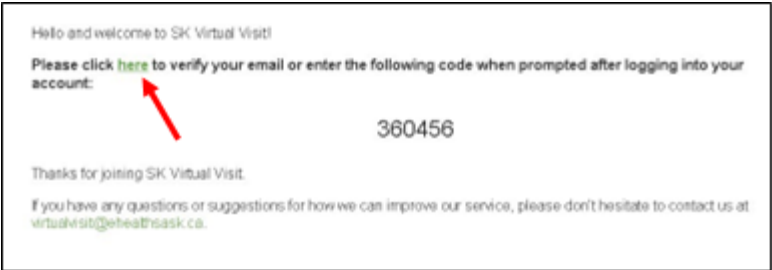 Hello and welcome to SK Virtual Visit!
Please click here to verify your email or enter the following code when prompted after logging into your
account:
360456
Thanks for joining SK Virtual Visit.
If you have any questions or suggestions for how we can improve our service, please don't hesitate to contact us at
virtualvisit@ehealthsask.ca.